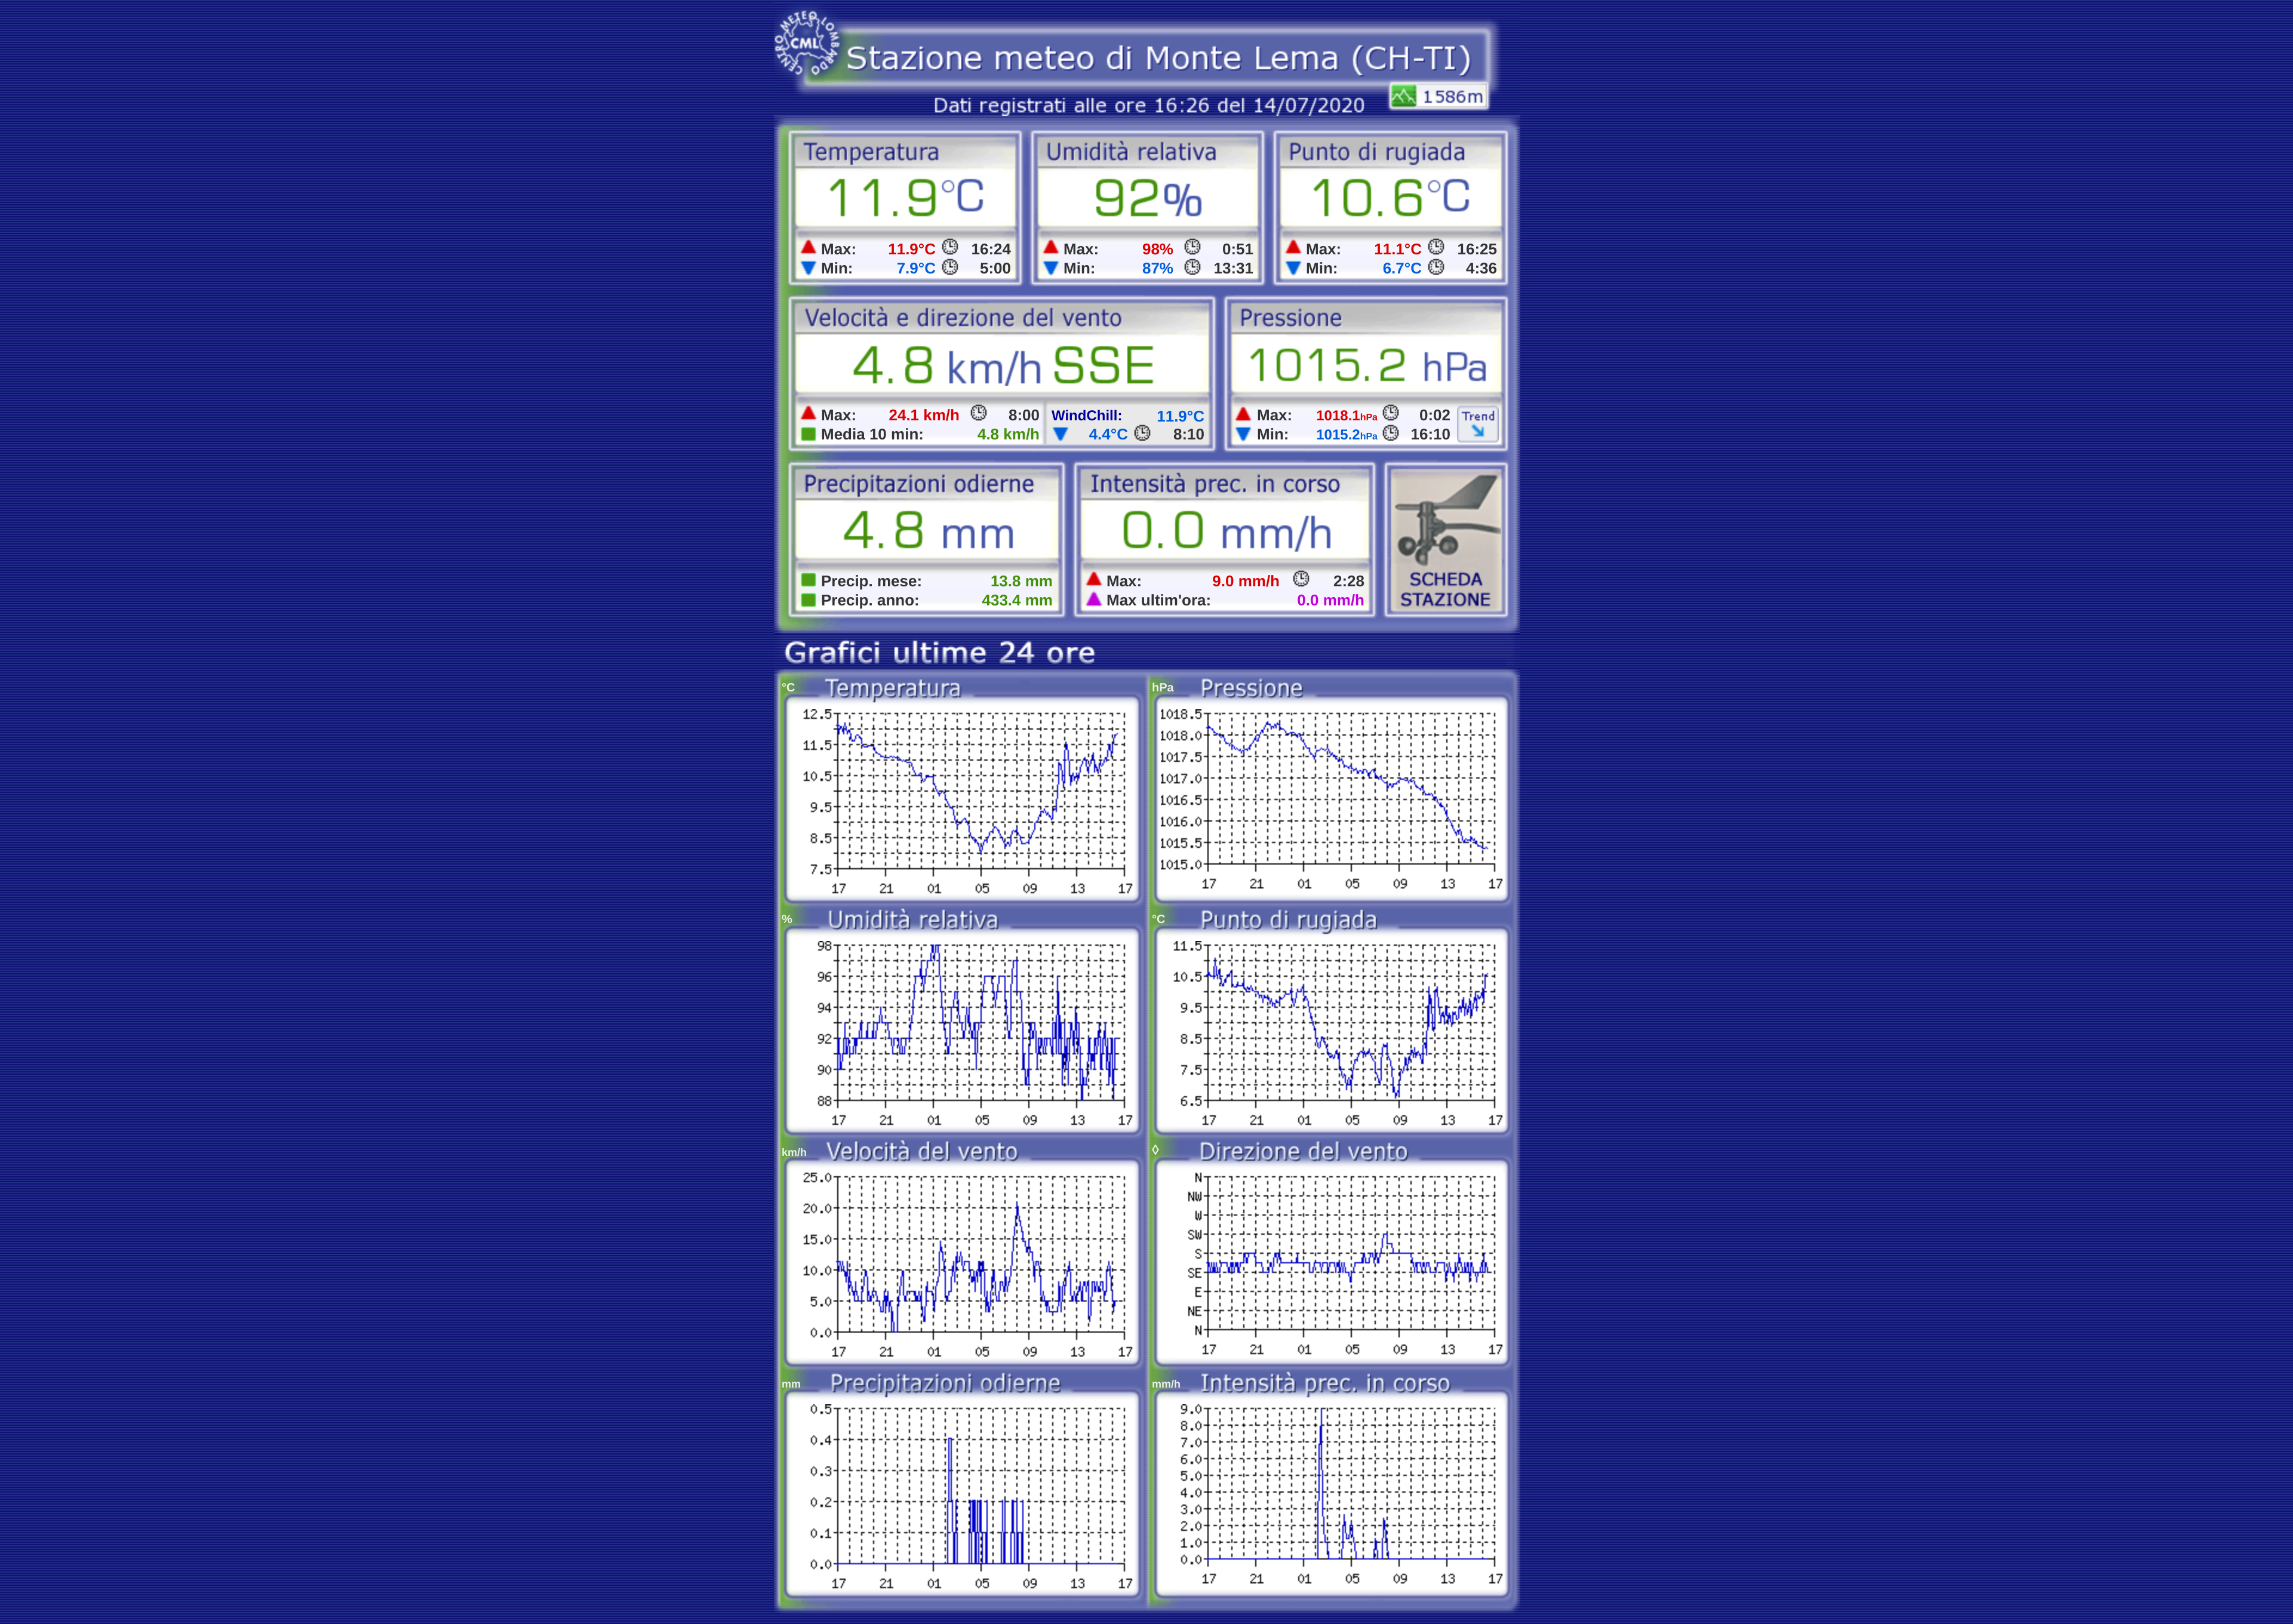 CENTRO METEO LOMBARDO
CML
Stazione meteo di Monte Lema (CH-TI)
Dati registrati alle ore 16:26 del 14/07/2020
1586m
Temperatura
11.9°C
Max: 11.9°C 16:24
Min: 7.9°C 5:00
Umidità relativa
92%
Max: 98% 0:51
Min: 87% 13:31
Punto di rugiada
10.6°C
Max: 11.1°C 16:25
Min: 6.7°C 4:36
Velocità e direzione del vento
4.8 km/h SSE
Max: 24.1 km/h 8:00
Media 10 min: 4.8 km/h
WindChill: 11.9°C
4.4°C 8:10
Pressione
1015.2 hPa
Max: 1018.1hPa 0:02
Min: 1015.2hPa 16:10
Trend
Precipitazioni odierne
4.8 mm
Precip. mese: 13.8 mm
Precip. anno: 433.4 mm
Intensità prec. in corso
0.0 mm/h
Max: 9.0 mm/h 2:28
Max ultim'ora: 0.0 mm/h
SCHEDA
STAZIONE
Grafici ultime 24 ore
°C Temperatura
12.5
11.5
10.5
9.5
8.5
7.5
17 21 01 05 09 13 17
hPa Pressione
1018.5
1018.0
1017.5
1017.0
1016.5
1016.0
1015.5
1015.0
17 21 01 05 09 13 17
% Umidità relativa
98
96
94
92
90
88
17 21 01 05 09 13 17
°C Punto di rugiada
11.5
10.5
9.5
8.5
7.5
6.5
17 21 01 05 09 13 17
km/h Velocità del vento
25.0
20.0
15.0
10.0
5.0
0.0
17 21 01 05 09 13 17
◊ Direzione del vento
N
NW
W
SW
S
SE
E
NE
N
17 21 01 05 09 13 17
mm Precipitazioni odierne
0.5
0.4
0.3
0.2
0.1
0.0
17 21 01 05 09 13 17
mm/h Intensità prec. in corso
9.0
8.0
7.0
6.0
5.0
4.0
3.0
2.0
1.0
0.0
17 21 01 05 09 13 17